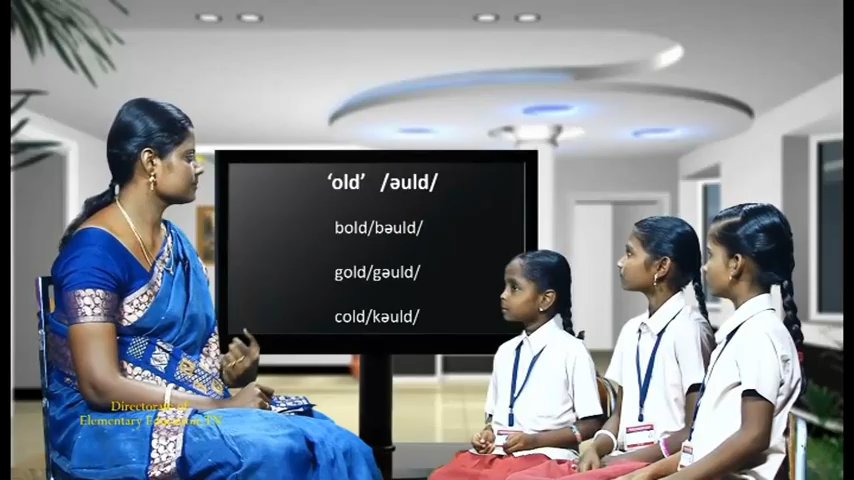 ‘old’ /əuld/
bold/bəuld/
gold/gəuld/
cold/kəuld/
Directorate of
Elementary Education, TN